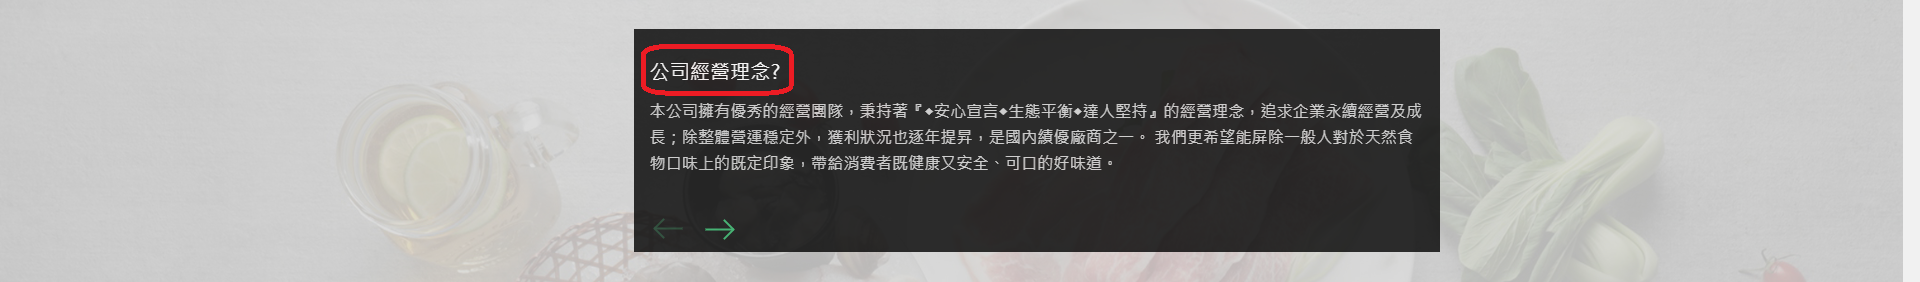 公司經營理念?
本公司擁有優秀的經營團隊，秉持著『◆安心宣言◆生態平衡◆達人堅持』的經營理念，追求企業永續經營及成
長；除整體營運穩定外，獲利狀況也逐年提昇，是國內績優廠商之一。 我們更希望能屏除一般人對於天然食
物口味上的既定印象，帶給消費者既健康又安全、可口的好味道。